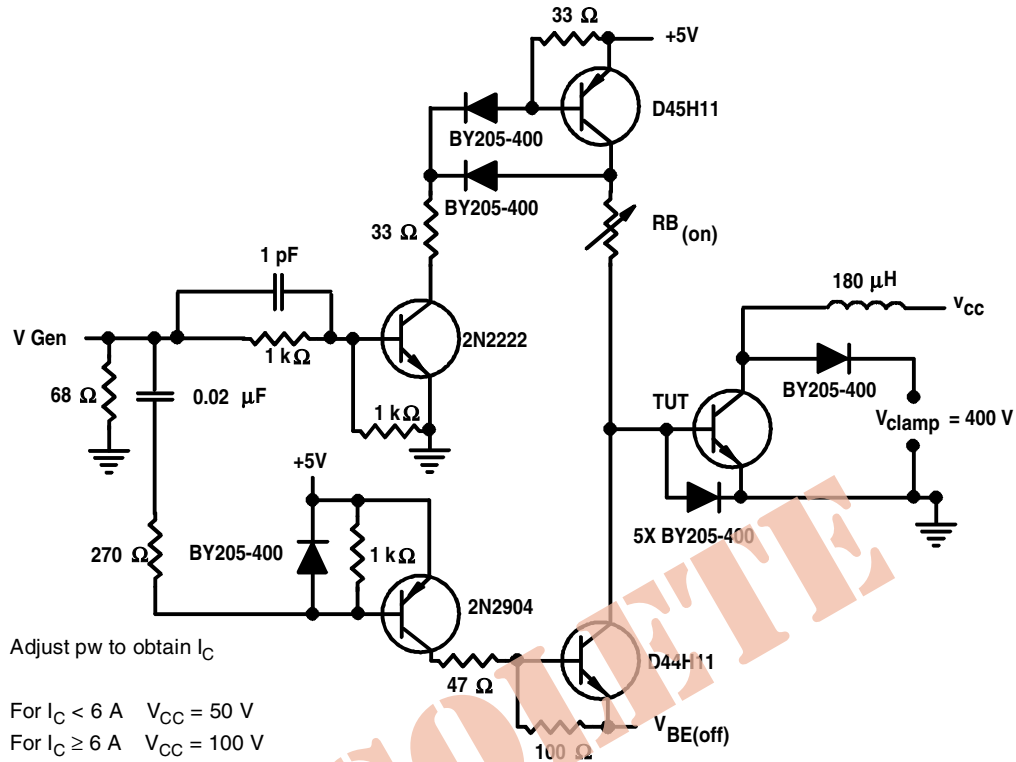 33 Ω
+5V
D45H11
BY205-400
BY205-400
33 Ω
RB(on)
1 pF
180 μH
VCC
V Gen
1 kΩ
2N2222
BY205-400
68 Ω
0.02 μF
1 kΩ
TUT
Vclamp = 400 V
+5V
5X BY205-400
270 Ω
BY205-400
1 kΩ
2N2904
Adjust pw to obtain IC
D44H11
47 Ω
For IC < 6 A VCC = 50 V
VBE(off)
For IC ≥ 6 A VCC = 100 V
100 Ω